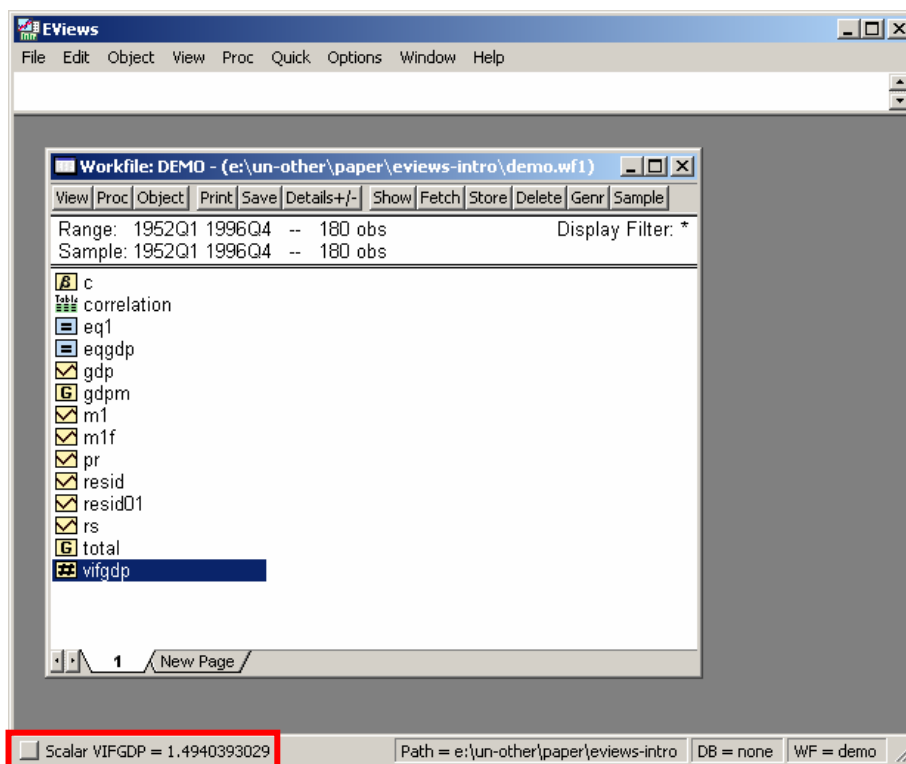 EViews
File Edit Object View Proc Quick Options Window Help
Workfile: DEMO - (e:\un-other\paper\eviews-intro\demo.wf1)
View Proc Object Print Save Details+/- Show Fetch Store Delete Genr Sample
Range: 1952Q1 1996Q4 -- 180 obs Display Filter: *
Sample: 1952Q1 1996Q4 -- 180 obs
β c
Table correlation
= eq1
= eqgdp
gdp
G gdpm
m1
m1f
pr
resid
resid01
rs
G total
# vifgdp
1 New Page
Scalar VIFGDP = 1.4940393029 Path = e:\un-other\paper\eviews-intro DB = none WF = demo